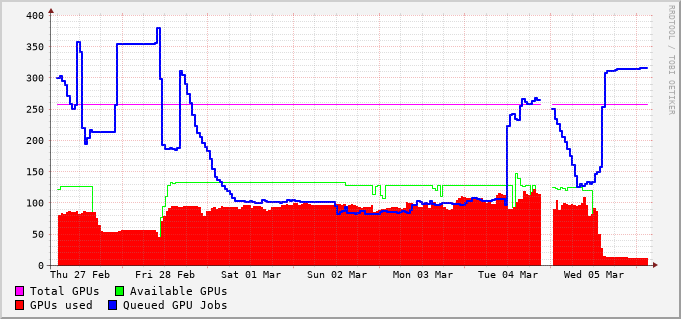 400
350
300
250
200
150
100
50
0
Thu 27 Feb Fri 28 Feb Sat 01 Mar Sun 02 Mar Mon 03 Mar Tue 04 Mar Wed 05 Mar
Total GPUs Available GPUs
GPUs used Queued GPU Jobs
RRDTOOL / TOBI OETIKER